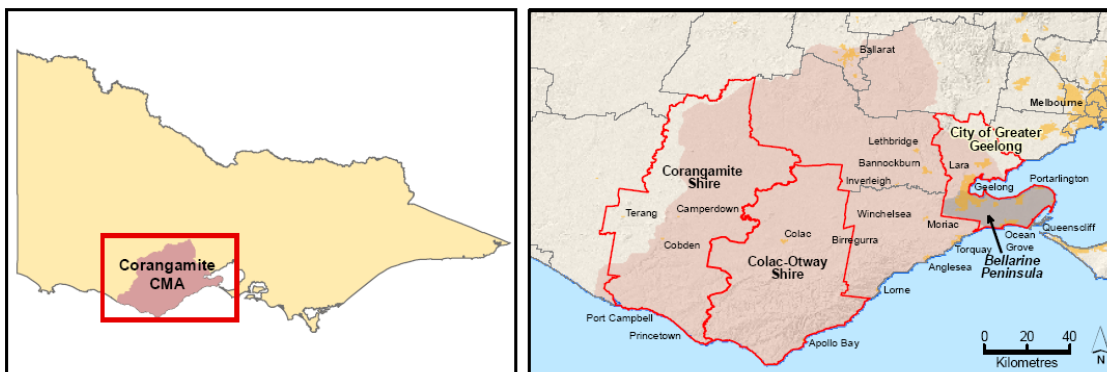 Corangamite
CMA
Ballarat
Melbourne
Lethbridge
City of Greater
Geelong
Bannockburn
Lara
Corangamite
Shire
Inverleigh
Geelong
Portarlington
Terang
Camperdown
Winchelsea
Moriac
Queenscliff
Colac
Birregurra
Ocean
Grove
Cobden
Torquay
Bellarine
Peninsula
Colac-Otway
Shire
Anglesea
Lorne
Port Campbell
Princetown
Apollo Bay
0 20 40
Kilometres
N